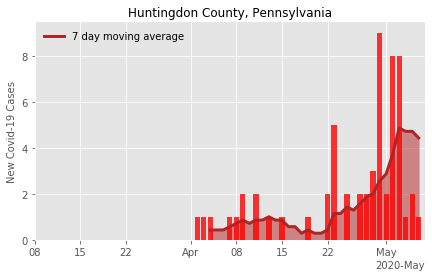 Huntingdon County, Pennsylvania
7 day moving average
New Covid-19 Cases
8
6
4
2
0
08 15 22 Apr 08 15 22 May
2020-May